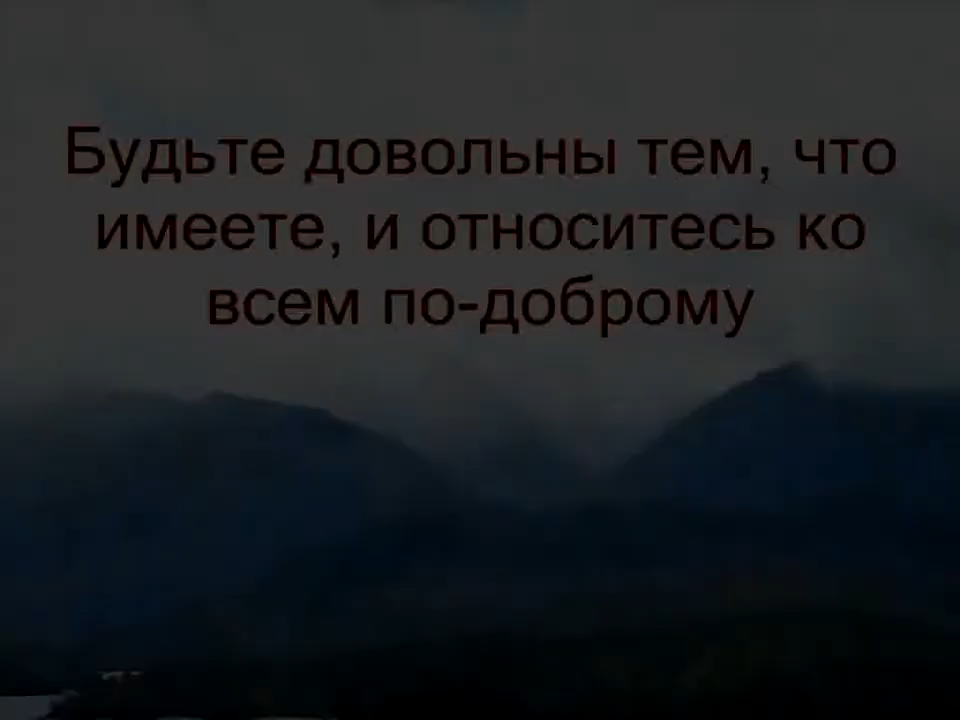 Будьте довольны тем, что
имеете, и относитесь ко
всем по-доброму